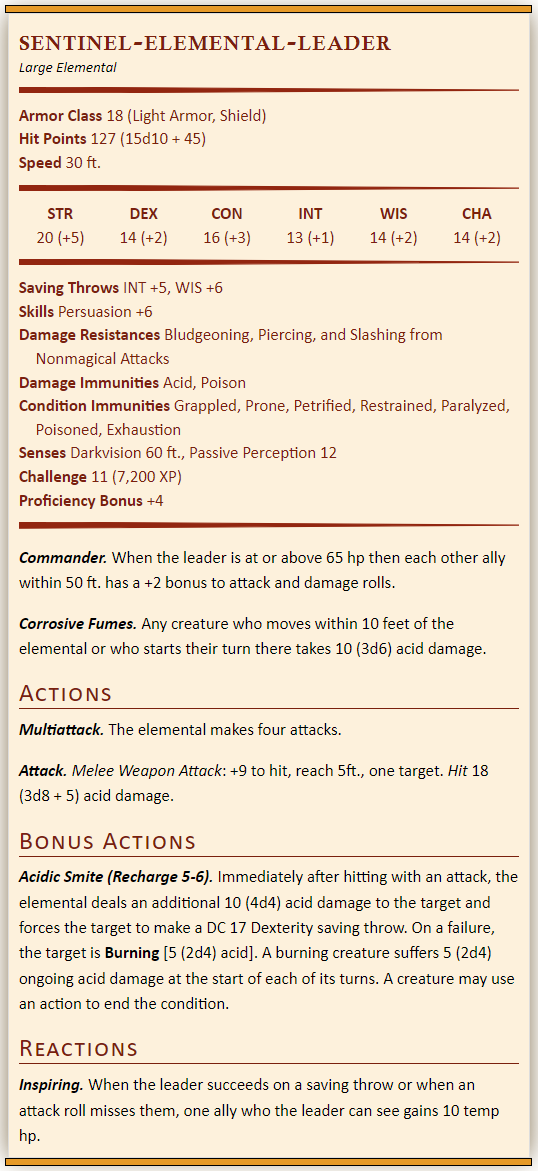 SENTINEL-ELEMENTAL-LEADER
Large Elemental
Armor Class 18 (Light Armor, Shield)
Hit Points 127 (15d10 + 45)
Speed 30 ft.
STR DEX CON INT WIS CHA
20 (+5) 14 (+2) 16 (+3) 13 (+1) 14 (+2) 14 (+2)
Saving Throws INT +5, WIS +6
Skills Persuasion +6
Damage Resistances Bludgeoning, Piercing, and Slashing from
Nonmagical Attacks
Damage Immunities Acid, Poison
Condition Immunities Grappled, Prone, Petrified, Restrained, Paralyzed,
Poisoned, Exhaustion
Senses Darkvision 60 ft., Passive Perception 12
Challenge 11 (7,200 XP)
Proficiency Bonus +4
Commander. When the leader is at or above 65 hp then each other ally
within 50 ft. has a +2 bonus to attack and damage rolls.
Corrosive Fumes. Any creature who moves within 10 feet of the
elemental or who starts their turn there takes 10 (3d6) acid damage.
ACTIONS
Multiattack. The elemental makes four attacks.
Attack. Melee Weapon Attack: +9 to hit, reach 5ft., one target. Hit 18
(3d8 + 5) acid damage.
BONUS ACTIONS
Acidic Smite (Recharge 5-6). Immediately after hitting with an attack, the
elemental deals an additional 10 (4d4) acid damage to the target and
forces the target to make a DC 17 Dexterity saving throw. On a failure,
the target is Burning [5 (2d4) acid]. A burning creature suffers 5 (2d4)
ongoing acid damage at the start of each of its turns. A creature may use
an action to end the condition.
REACTIONS
Inspiring. When the leader succeeds on a saving throw or when an
attack roll misses them, one ally who the leader can see gains 10 temp
hp.